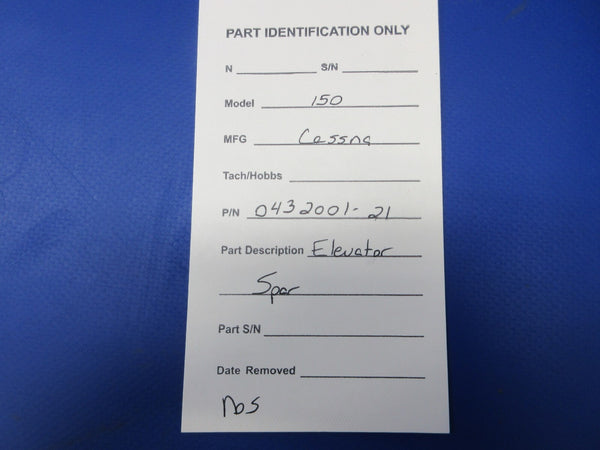 PART IDENTIFICATION ONLY
N S/N
Model 150
MFG Cessna
Tach/Hobbs
P/N 0432001-21
Part Description Elevator
Spar
Part S/N
Date Removed
NOS